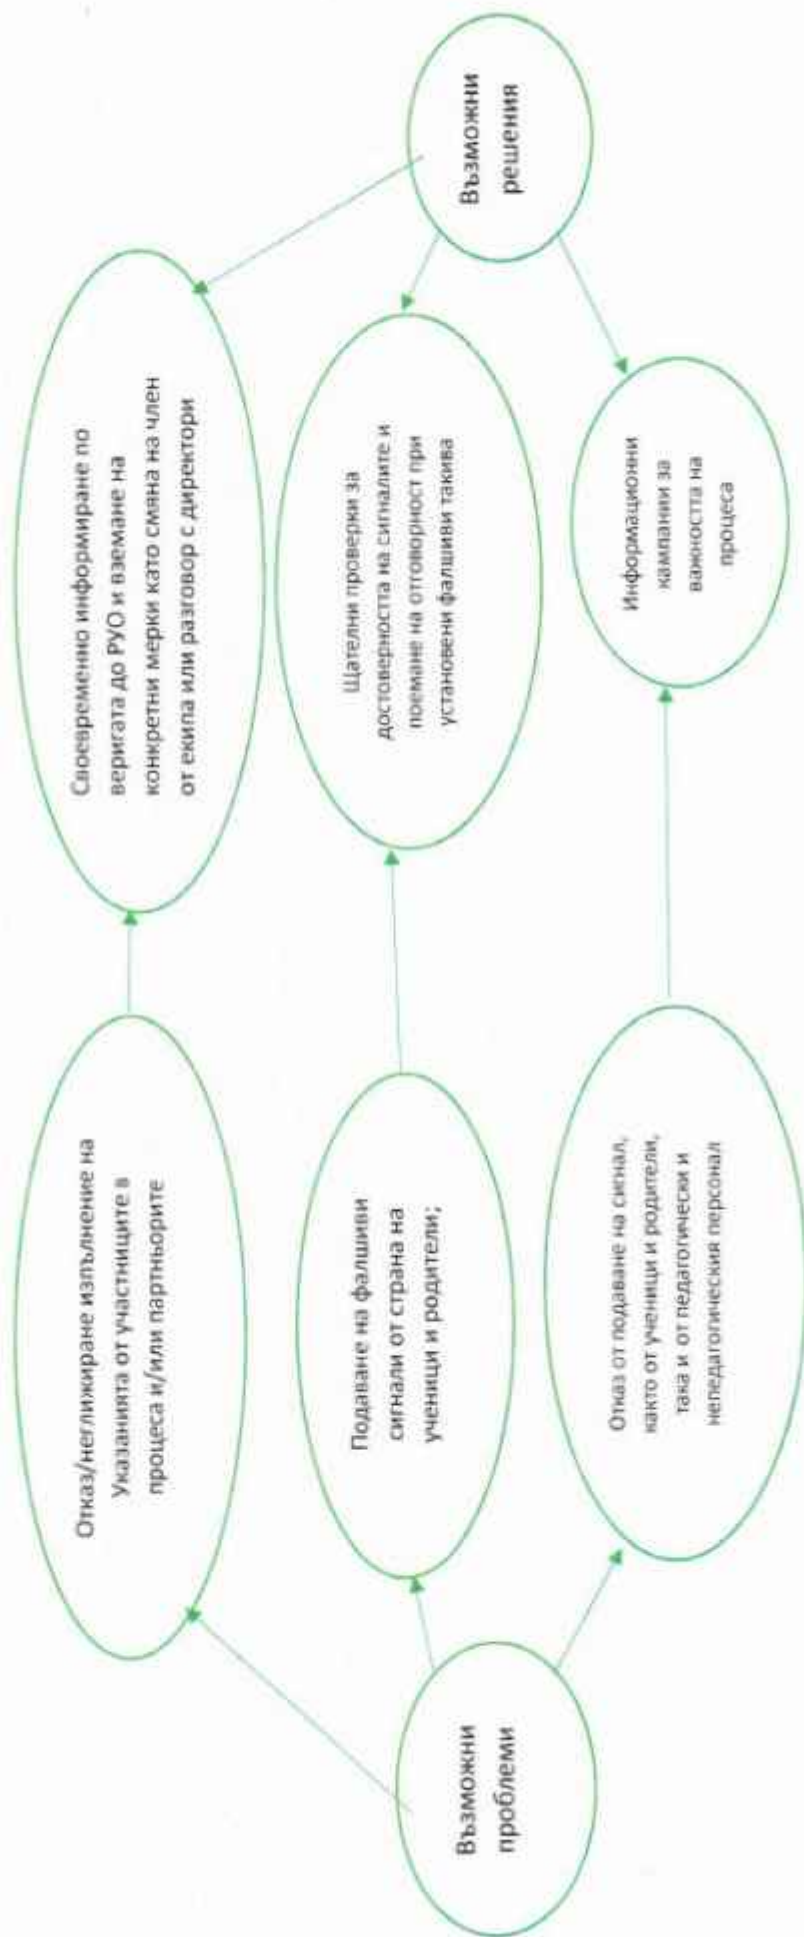 Възможни
проблеми
Отказ/неглижиране изпълнение на
Указанията от участниците в
процеса и/или партньорите
Подаване на фалшиви
сигнали от страна на
ученици и родители;
Отказ от подаване на сигнал,
както от ученици и родители,
така и от педагогически и
непедагогическия персонал
Своевременно информиране по
веригата до РУО и вземане на
конкретни мерки като смяна на член
от екипа или разговор с директори
Щателни проверки за
достоверността на сигналите и
поемане на отговорност при
установени фалшиви такива
Информационни
кампании за
важността на
процеса
Възможни
решения